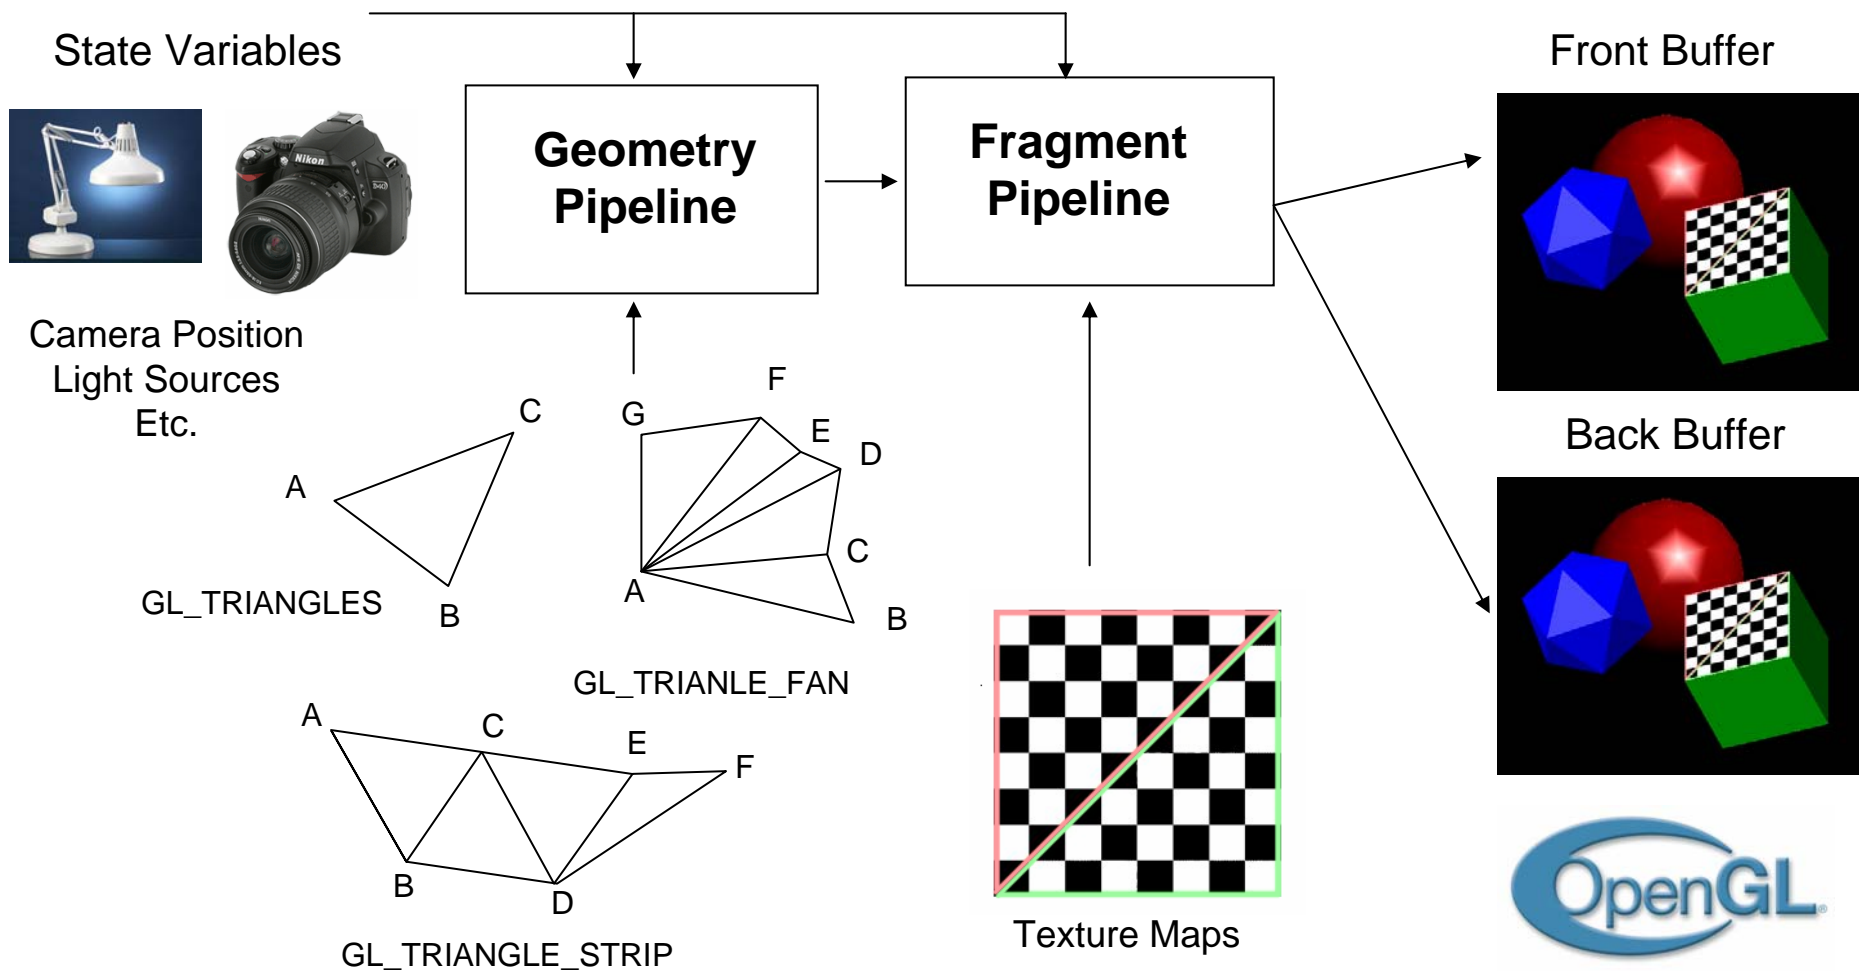 State Variables
Nikon
D40
Camera Position
Light Sources
Etc.
Geometry
Pipeline
Fragment
Pipeline
Front Buffer
Back Buffer
C
A
B
GL_TRIANGLES
F
G
E
D
C
A
B
GL_TRIANLE_FAN
A
C
E
F
B
D
GL_TRIANGLE_STRIP
Texture Maps
OpenGL®